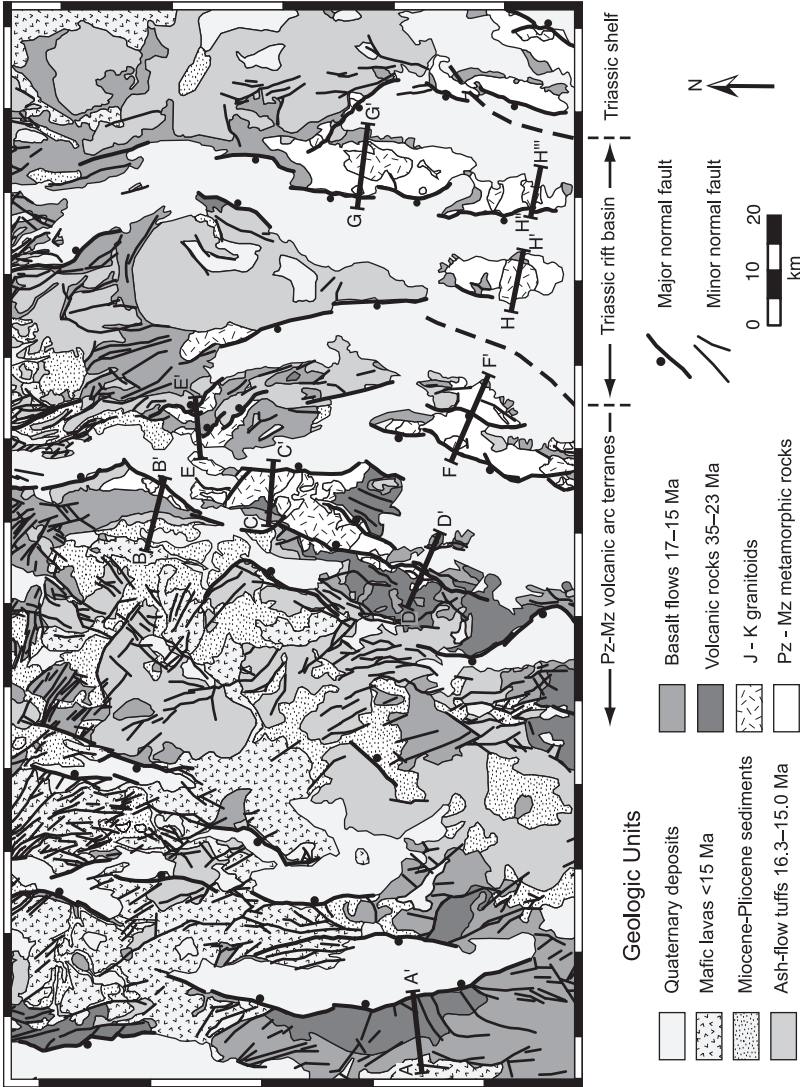 A
A'
B
B'
C
C'
D
D'
E
E'
F
F'
G
G'
H
H'
H"
H'''
Pz-Mz volcanic arc terranes
Triassic rift basin
Triassic shelf
Geologic Units
Quaternary deposits
Mafic lavas <15 Ma
Miocene-Pliocene sediments
Ash-flow tuffs 16.3–15.0 Ma
Basalt flows 17–15 Ma
Volcanic rocks 35–23 Ma
J - K granitoids
Pz - Mz metamorphic rocks
Major normal fault
Minor normal fault
0 10 20
km
N